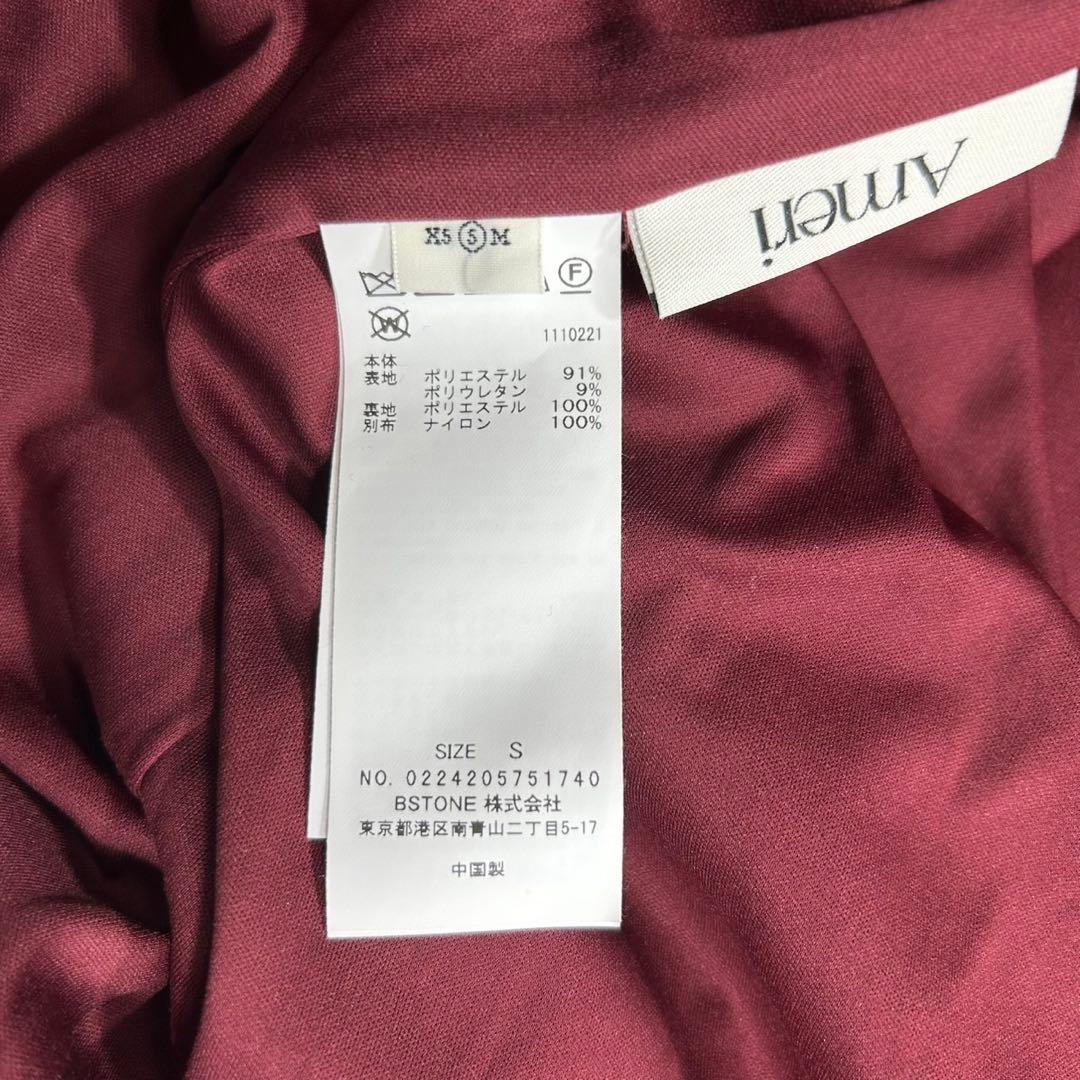 Ameri
XS S M
F
W
1110221
本体
表地 ポリエステル 91%
ポリウレタン 9%
裏地 ポリエステル 100%
別布 ナイロン 100%
SIZE S
NO. 0224205751740
BSTONE 株式会社
東京都港区南青山二丁目5-17
中国製